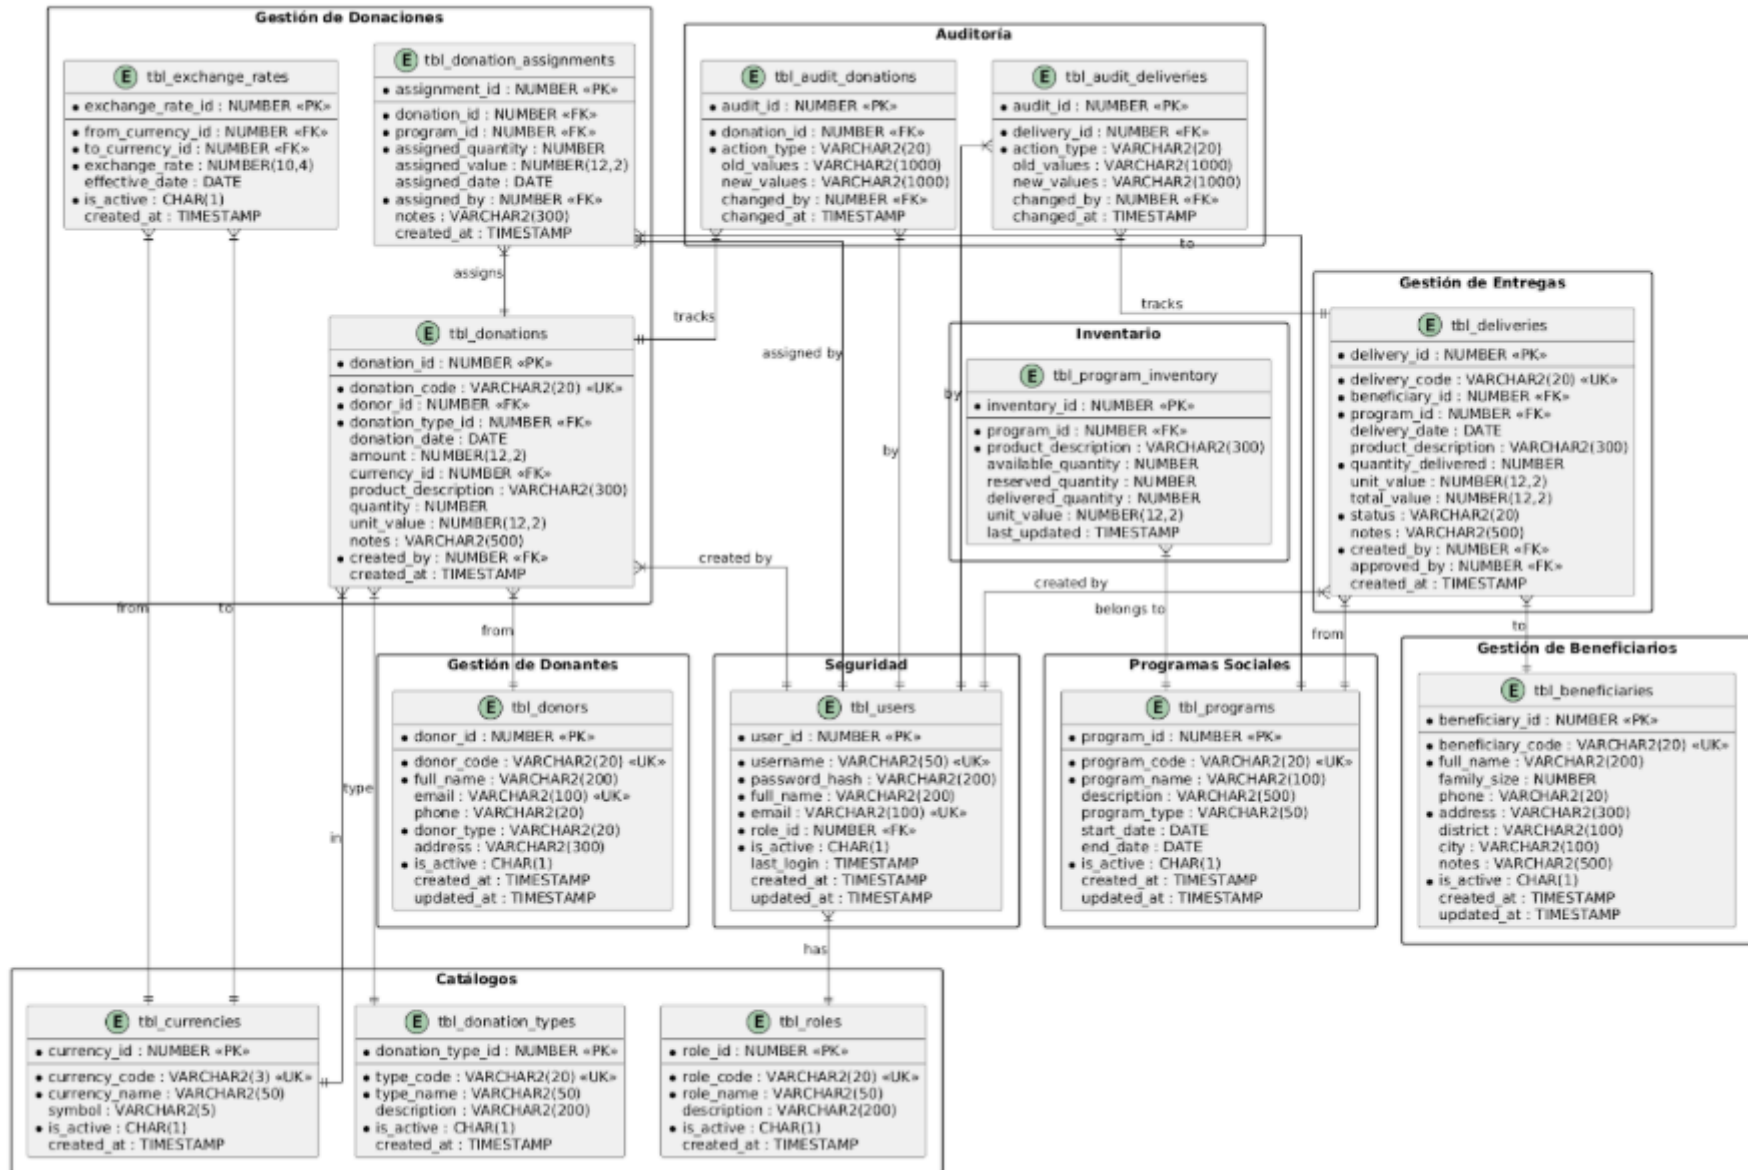 Gestión de Donaciones
E tbl_exchange_rates
• exchange_rate_id : NUMBER «PK»
• from_currency_id : NUMBER «FK»
• to_currency_id : NUMBER «FK»
• exchange_rate : NUMBER(10,4)
effective_date : DATE
• is_active : CHAR(1)
created_at : TIMESTAMP
E tbl_donation_assignments
• assignment_id : NUMBER «PK»
• donation_id : NUMBER «FK»
• program_id : NUMBER «FK»
• assigned_quantity : NUMBER
assigned_value : NUMBER(12,2)
assigned_date : DATE
• assigned_by : NUMBER «FK»
notes : VARCHAR2(300)
created_at : TIMESTAMP
assigns
E tbl_donations
• donation_id : NUMBER «PK»
• donation_code : VARCHAR2(20) «UK»
• donor_id : NUMBER «FK»
• donation_type_id : NUMBER «FK»
donation_date : DATE
amount : NUMBER(12,2)
currency_id : NUMBER «FK»
product_description : VARCHAR2(300)
quantity : NUMBER
unit_value : NUMBER(12,2)
notes : VARCHAR2(500)
• created_by : NUMBER «FK»
created_at : TIMESTAMP
Auditoría
E tbl_audit_donations
• audit_id : NUMBER «PK»
• donation_id : NUMBER «FK»
• action_type : VARCHAR2(20)
old_values : VARCHAR2(1000)
new_values : VARCHAR2(1000)
changed_by : NUMBER «FK»
changed_at : TIMESTAMP
E tbl_audit_deliveries
• audit_id : NUMBER «PK»
• delivery_id : NUMBER «FK»
• action_type : VARCHAR2(20)
old_values : VARCHAR2(1000)
new_values : VARCHAR2(1000)
changed_by : NUMBER «FK»
changed_at : TIMESTAMP
to
tracks
tracks
assigned by
by
by
Inventario
E tbl_program_inventory
• inventory_id : NUMBER «PK»
• program_id : NUMBER «FK»
• product_description : VARCHAR2(300)
available_quantity : NUMBER
reserved_quantity : NUMBER
delivered_quantity : NUMBER
unit_value : NUMBER(12,2)
last_updated : TIMESTAMP
Gestión de Entregas
E tbl_deliveries
• delivery_id : NUMBER «PK»
• delivery_code : VARCHAR2(20) «UK»
• beneficiary_id : NUMBER «FK»
• program_id : NUMBER «FK»
delivery_date : DATE
product_description : VARCHAR2(300)
• quantity_delivered : NUMBER
unit_value : NUMBER(12,2)
total_value : NUMBER(12,2)
• status : VARCHAR2(20)
notes : VARCHAR2(500)
• created_by : NUMBER «FK»
approved_by : NUMBER «FK»
created_at : TIMESTAMP
created by
created by
belongs to
from
to
from
to
from
Gestión de Donantes
E tbl_donors
• donor_id : NUMBER «PK»
• donor_code : VARCHAR2(20) «UK»
• full_name : VARCHAR2(200)
email : VARCHAR2(100) «UK»
phone : VARCHAR2(20)
• donor_type : VARCHAR2(20)
address : VARCHAR2(300)
• is_active : CHAR(1)
created_at : TIMESTAMP
updated_at : TIMESTAMP
Seguridad
E tbl_users
• user_id : NUMBER «PK»
• username : VARCHAR2(50) «UK»
• password_hash : VARCHAR2(200)
• full_name : VARCHAR2(200)
• email : VARCHAR2(100) «UK»
• role_id : NUMBER «FK»
• is_active : CHAR(1)
last_login : TIMESTAMP
created_at : TIMESTAMP
updated_at : TIMESTAMP
Programas Sociales
E tbl_programs
• program_id : NUMBER «PK»
• program_code : VARCHAR2(20) «UK»
• program_name : VARCHAR2(100)
description : VARCHAR2(500)
program_type : VARCHAR2(50)
start_date : DATE
end_date : DATE
• is_active : CHAR(1)
created_at : TIMESTAMP
updated_at : TIMESTAMP
Gestión de Beneficiarios
E tbl_beneficiaries
• beneficiary_id : NUMBER «PK»
• beneficiary_code : VARCHAR2(20) «UK»
• full_name : VARCHAR2(200)
family_size : NUMBER
phone : VARCHAR2(20)
• address : VARCHAR2(300)
district : VARCHAR2(100)
city : VARCHAR2(100)
notes : VARCHAR2(500)
• is_active : CHAR(1)
created_at : TIMESTAMP
updated_at : TIMESTAMP
type
in
has
Catálogos
E tbl_currencies
• currency_id : NUMBER «PK»
• currency_code : VARCHAR2(3) «UK»
• currency_name : VARCHAR2(50)
symbol : VARCHAR2(5)
• is_active : CHAR(1)
created_at : TIMESTAMP
E tbl_donation_types
• donation_type_id : NUMBER «PK»
• type_code : VARCHAR2(20) «UK»
• type_name : VARCHAR2(50)
description : VARCHAR2(200)
• is_active : CHAR(1)
created_at : TIMESTAMP
E tbl_roles
• role_id : NUMBER «PK»
• role_code : VARCHAR2(20) «UK»
• role_name : VARCHAR2(50)
description : VARCHAR2(200)
• is_active : CHAR(1)
created_at : TIMESTAMP